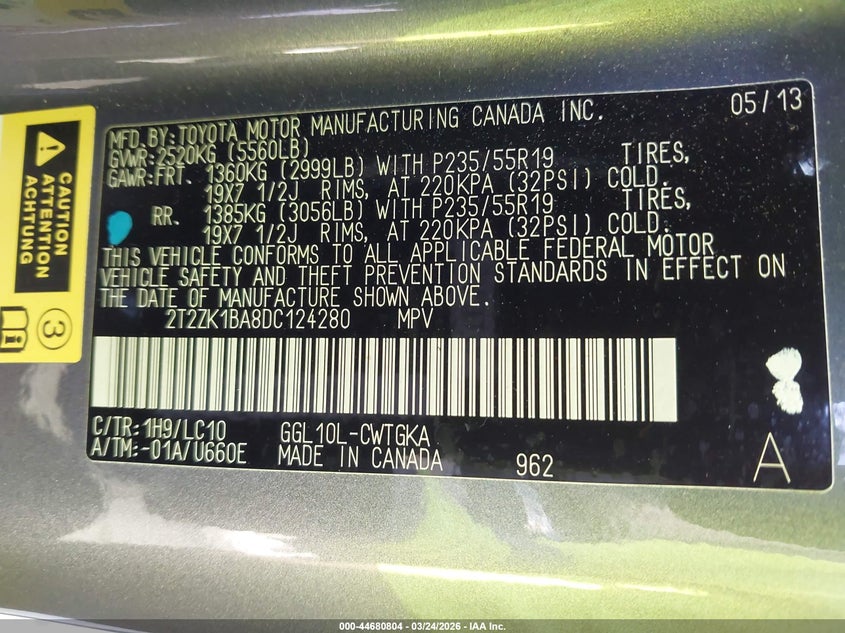 05/13
MFD. BY: TOYOTA MOTOR MANUFACTURING CANADA INC.
GVWR: 2520KG (5560LB)
GAWR: FRT. 1360KG (2999LB) WITH P235/55R19 TIRES,
19X7 1/2J RIMS, AT 220KPA (32PSI) COLD.
RR. 1385KG (3056LB) WITH P235/55R19 TIRES,
19X7 1/2J RIMS, AT 220KPA (32PSI) COLD.
THIS VEHICLE CONFORMS TO ALL APPLICABLE FEDERAL MOTOR
VEHICLE SAFETY AND THEFT PREVENTION STANDARDS IN EFFECT ON
THE DATE OF MANUFACTURE SHOWN ABOVE.
2T2ZK1BA8DC124280 MPV
C/TR: 1H9/LC10 GGL10L-CWTGKA
A/TM: -01A/U660E MADE IN CANADA 962 A
CAUTION
ATTENTION
ACHTUNG
3
000-44680804 - 03/24/2026 - IAA Inc.